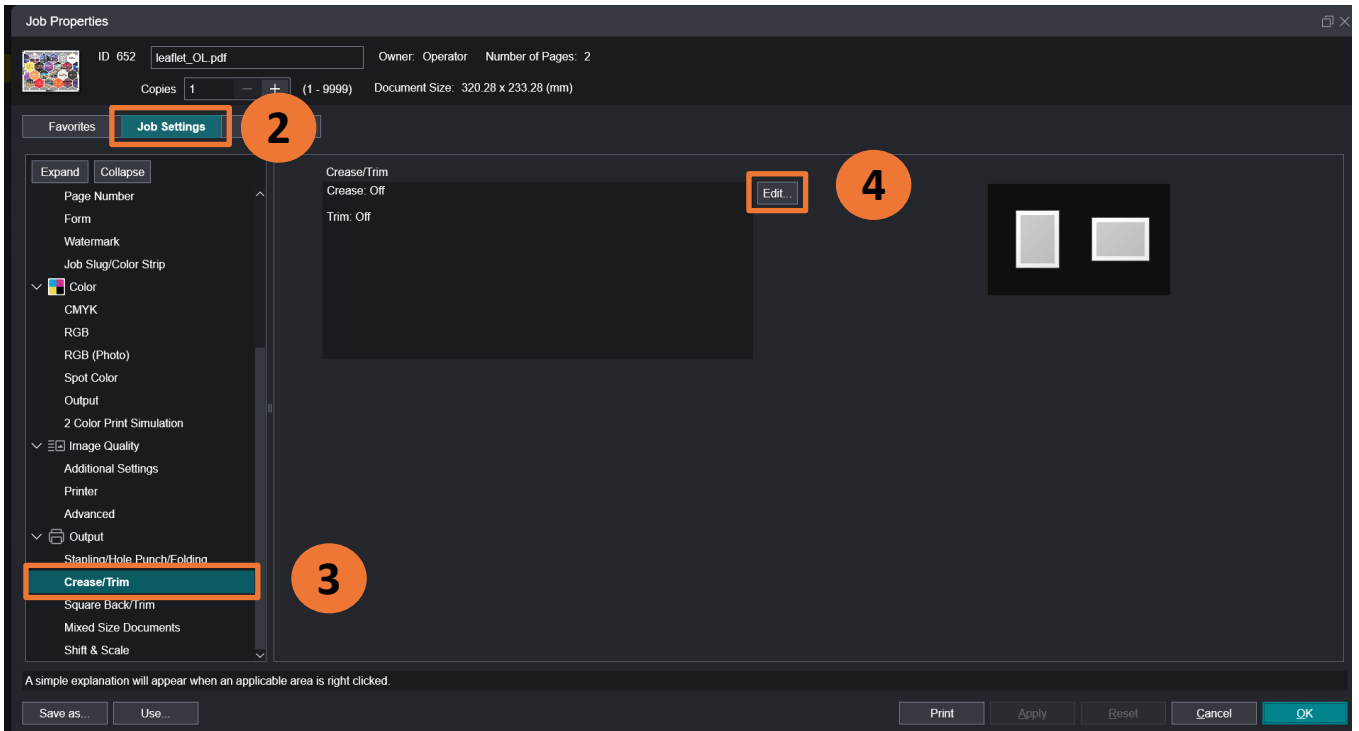 Job Properties
ID 652 leaflet_OL.pdf Owner: Operator Number of Pages: 2
Copies 1 − + (1 - 9999) Document Size: 320.28 x 233.28 (mm)
Favorites Job Settings 2
Expand Collapse
Page Number
Form
Watermark
Job Slug/Color Strip
Color
CMYK
RGB
RGB (Photo)
Spot Color
Output
2 Color Print Simulation
Image Quality
Additional Settings
Printer
Advanced
Output
Stapling/Hole Punch/Folding
Crease/Trim
3
Square Back/Trim
Mixed Size Documents
Shift & Scale
Crease/Trim
Crease: Off
Trim: Off
Edit...
4
A simple explanation will appear when an applicable area is right clicked.
Save as... Use... Print Apply Reset Cancel OK